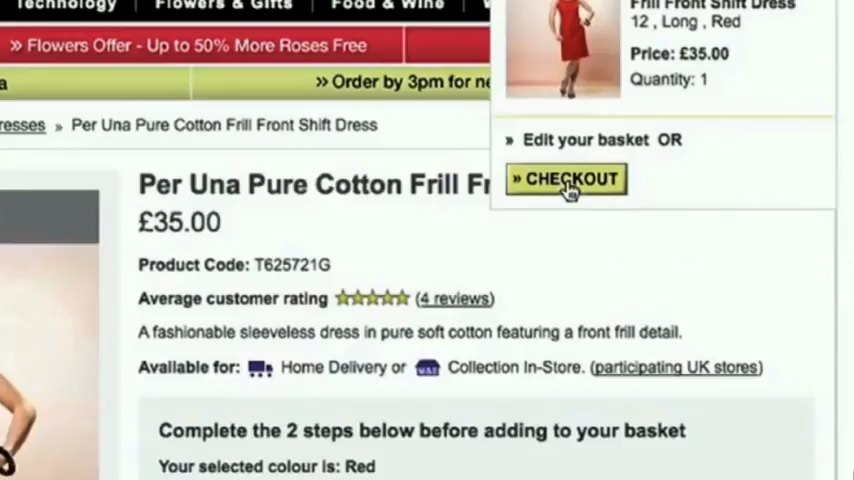 Technology Flowers & Gifts Food & Wine
» Flowers Offer - Up to 50% More Roses Free
» Order by 3pm for
Frill Front Shift Dress
12 , Long , Red
Price: £35.00
Quantity: 1
» Edit your basket OR
» CHECKOUT
» Per Una Pure Cotton Frill Front Shift Dress
Per Una Pure Cotton Frill
£35.00
Product Code: T625721G
Average customer rating (4 reviews)
A fashionable sleeveless dress in pure soft cotton featuring a front frill detail.
Available for: Home Delivery or Collection In-Store. (participating UK stores)
Complete the 2 steps below before adding to your basket
Your selected colour is: Red